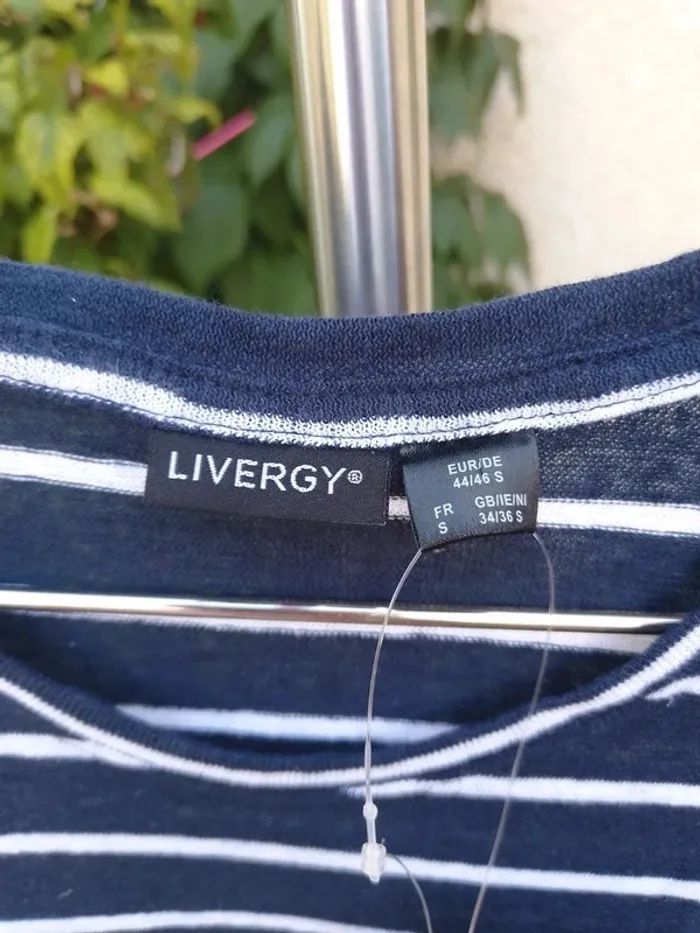 LIVERGY®
EUR/DE
44/46 S
FR
S
GB/IE/NI
34/36 S